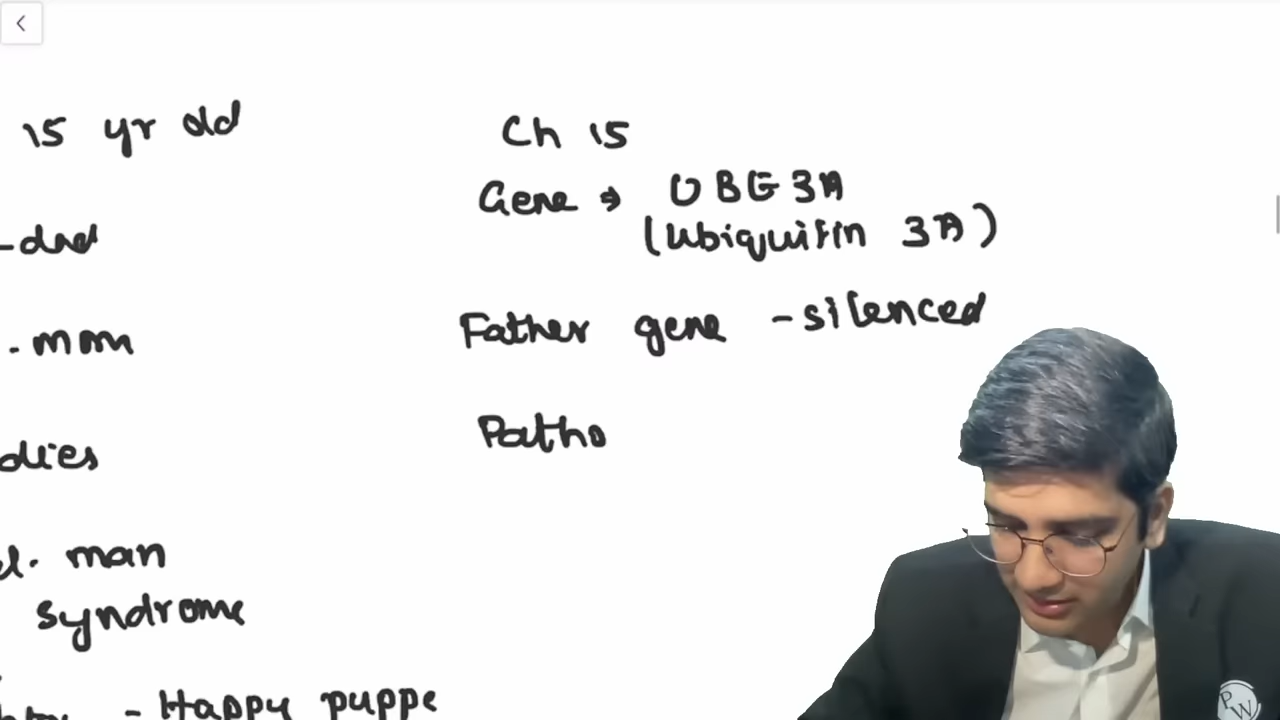 15 yr old
Ch 15
Gene ⇒ UBE3A
(Ubiquitin 3A)
-dad
Father gene - silenced
. mom
Patho
dies
l. man
syndrome
- Happy puppe
PW